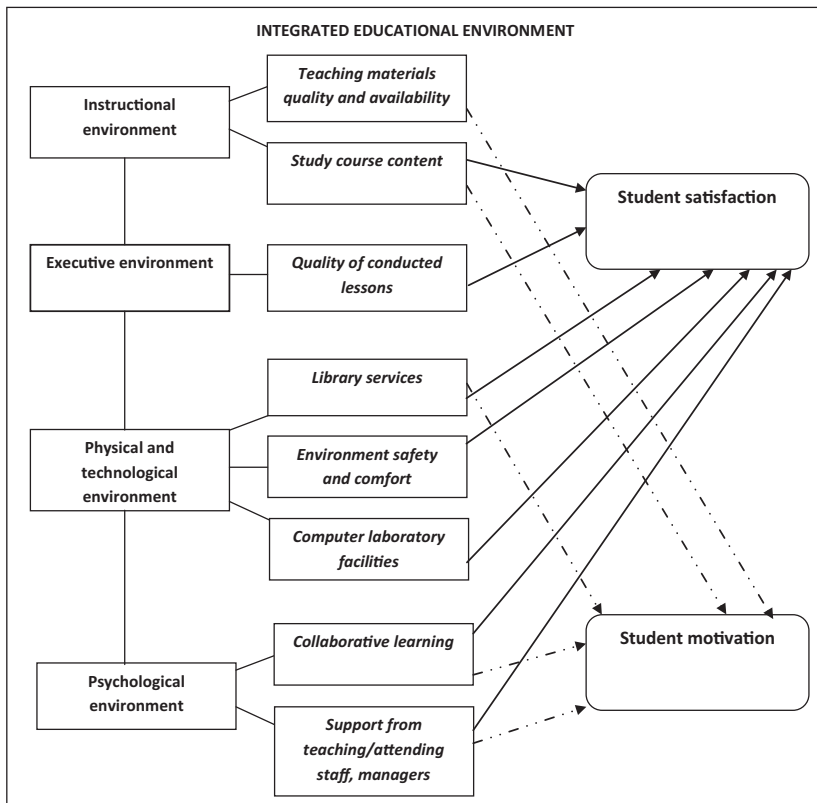 INTEGRATED EDUCATIONAL ENVIRONMENT
Instructional
environment
Teaching materials
quality and availability
Study course content
Student satisfaction
Executive environment
Quality of conducted
lessons
Library services
Physical and
technological
environment
Environment safety
and comfort
Computer laboratory
facilities
Collaborative learning
Student motivation
Psychological
environment
Support from
teaching/attending
staff, managers